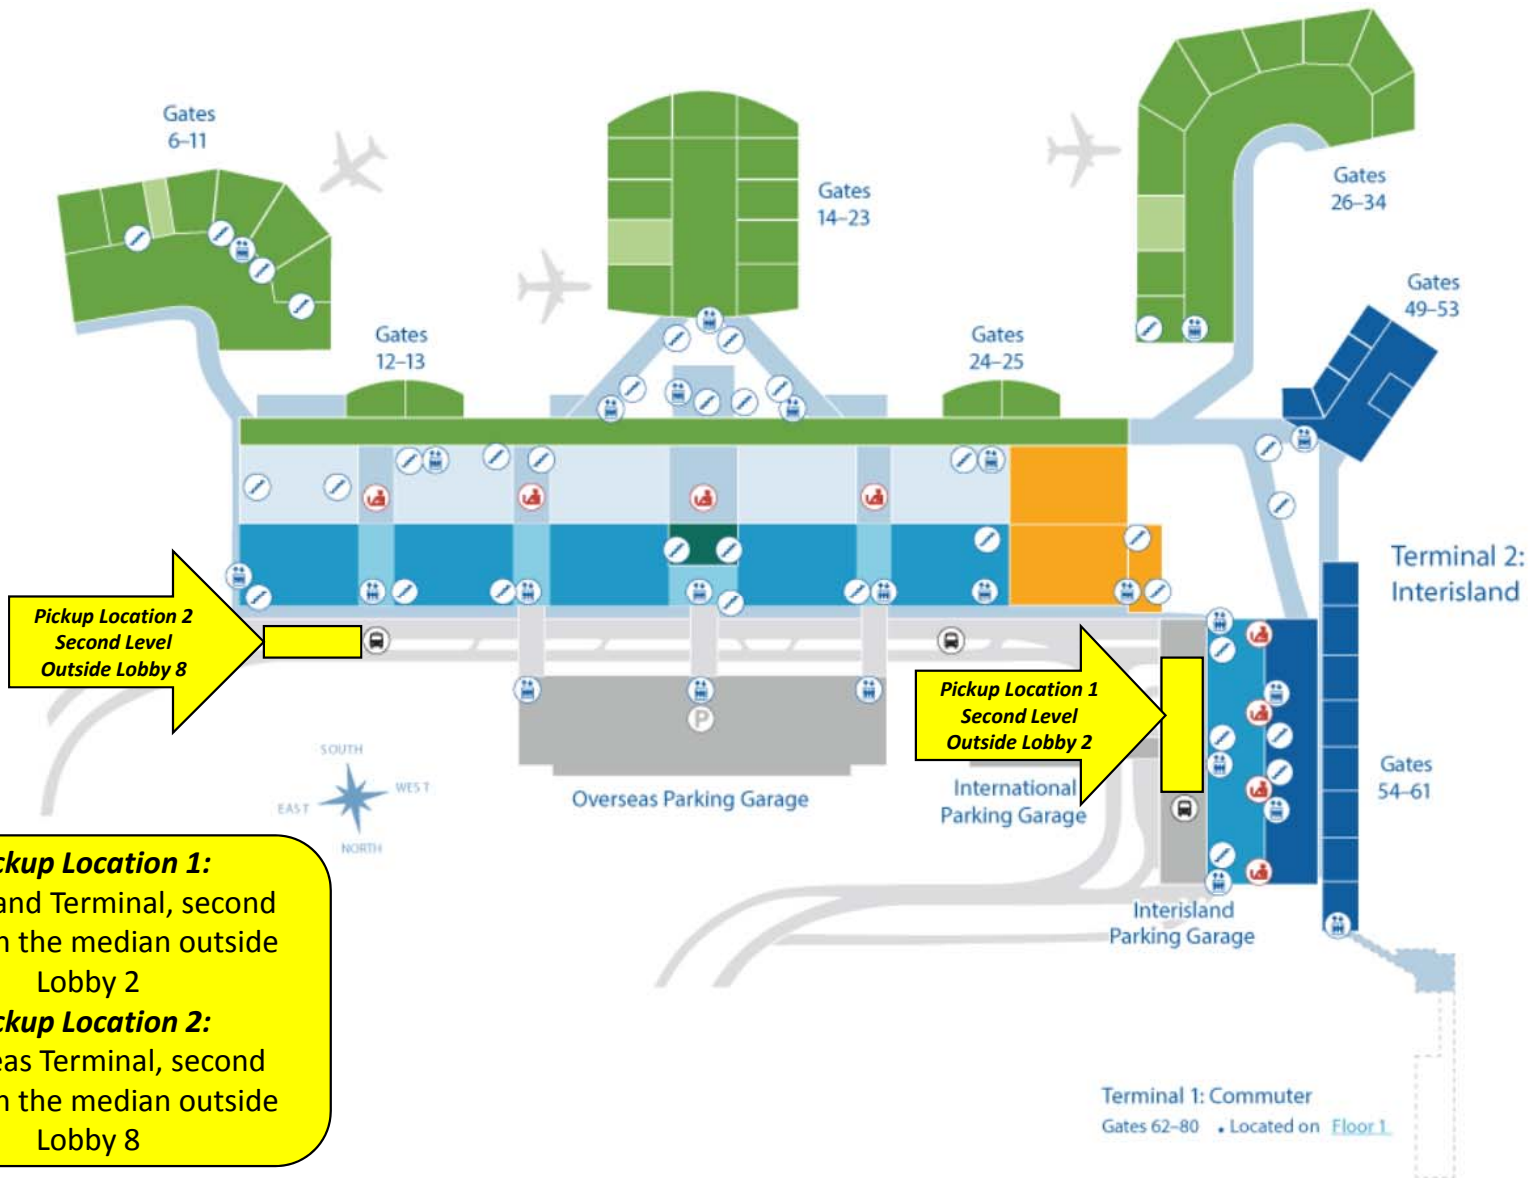 Gates
6–11
Gates
14–23
Gates
26–34
Gates
49–53
Gates
12–13
Gates
24–25
Terminal 2:
Interisland
Pickup Location 2
Second Level
Outside Lobby 8
Pickup Location 1
Second Level
Outside Lobby 2
P
SOUTH
WEST
EAST
NORTH
Overseas Parking Garage
International
Parking Garage
Gates
54–61
Interisland
Parking Garage
ckup Location 1:
and Terminal, second
n the median outside
Lobby 2
ckup Location 2:
eas Terminal, second
n the median outside
Lobby 8
Terminal 1: Commuter
Gates 62–80 • Located on Floor 1